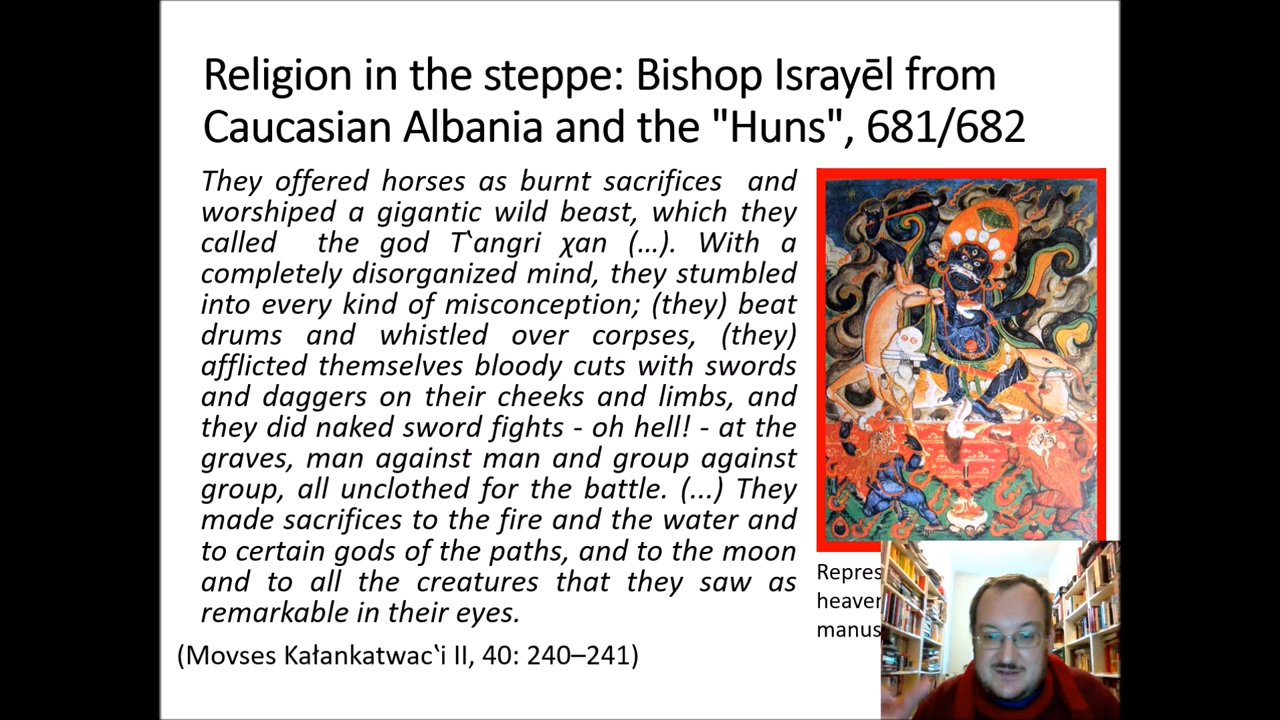 Religion in the steppe: Bishop Israyēl from
Caucasian Albania and the "Huns", 681/682
They offered horses as burnt sacrifices and
worshiped a gigantic wild beast, which they
called the god Tʽangri χan (…). With a
completely disorganized mind, they stumbled
into every kind of misconception; (they) beat
drums and whistled over corpses, (they)
afflicted themselves bloody cuts with swords
and daggers on their cheeks and limbs, and
they did naked sword fights - oh hell! - at the
graves, man against man and group against
group, all unclothed for the battle. (...) They
made sacrifices to the fire and the water and
to certain gods of the paths, and to the moon
and to all the creatures that they saw as
remarkable in their eyes.
(Movses Kałankatwacʽi II, 40: 240–241)